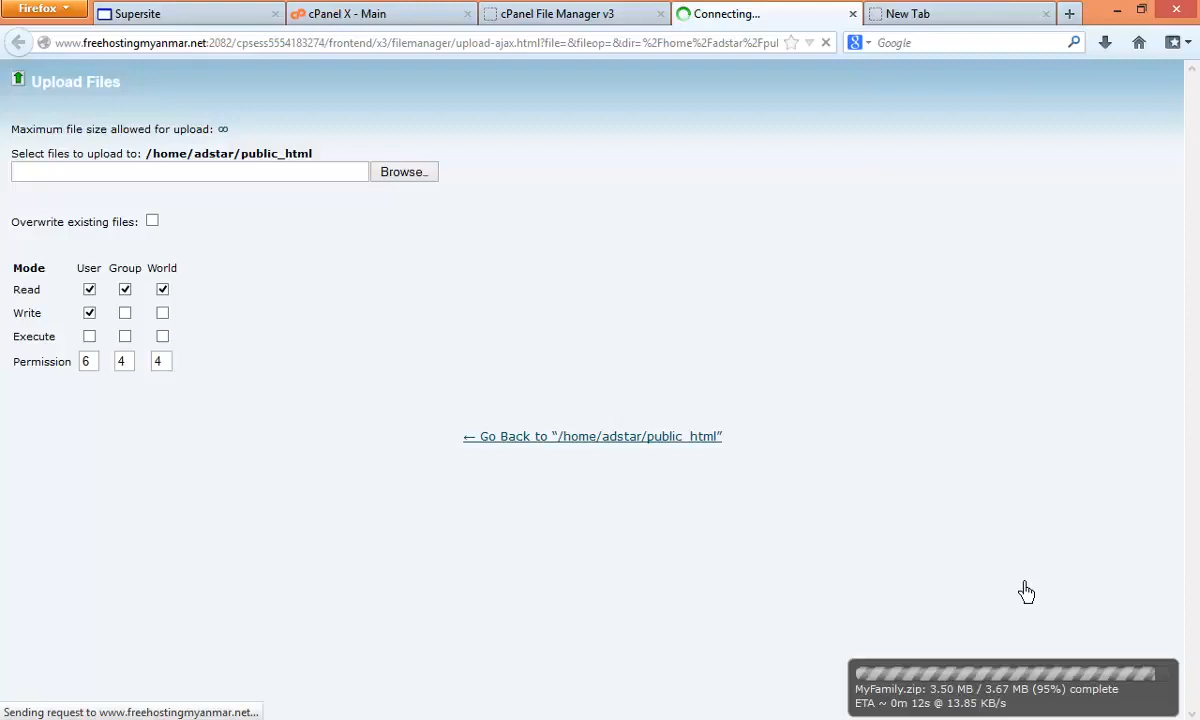 Firefox
Supersite
cPanel X - Main
cPanel File Manager v3
Connecting...
New Tab
www.freehostingmyanmar.net:2082/cpsess5554183274/frontend/x3/filemanager/upload-ajax.html?file=&fileop=&dir=%2Fhome%2Fadstar%2Fpul
Google
Upload Files
Maximum file size allowed for upload: ∞
Select files to upload to: /home/adstar/public_html
Browse...
Overwrite existing files:
Mode User Group World
Read
Write
Execute
Permission 6 4 4
← Go Back to “/home/adstar/public_html”
MyFamily.zip: 3.50 MB / 3.67 MB (95%) complete
ETA ~ 0m 12s @ 13.85 KB/s
Sending request to www.freehostingmyanmar.net...